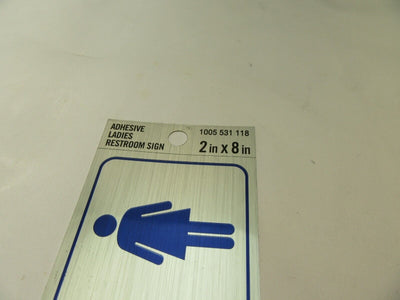 ADHESIVE
LADIES
RESTROOM SIGN
1005 531 118
2 in X 8 in